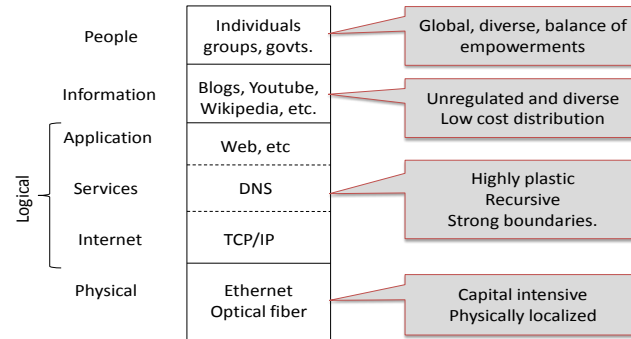 People
Individuals
groups, govts.
Global, diverse, balance of
empowerments
Information
Blogs, Youtube,
Wikipedia, etc.
Unregulated and diverse
Low cost distribution
Logical
Application
Web, etc
Services
DNS
Highly plastic
Recursive
Strong boundaries.
Internet
TCP/IP
Physical
Ethernet
Optical fiber
Capital intensive
Physically localized